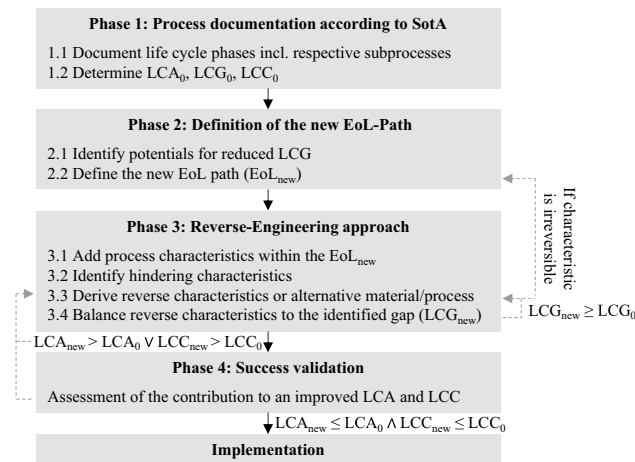 Phase 1: Process documentation according to SotA
1.1 Document life cycle phases incl. respective subprocesses
1.2 Determine LCA₀, LCG₀, LCC₀
Phase 2: Definition of the new EoL-Path
2.1 Identify potentials for reduced LCG
2.2 Define the new EoL path (EoLnew)
If characteristic
is irreversible
Phase 3: Reverse-Engineering approach
3.1 Add process characteristics within the EoLnew
3.2 Identify hindering characteristics
3.3 Derive reverse characteristics or alternative material/process
3.4 Balance reverse characteristics to the identified gap (LCGnew)
LCGnew ≥ LCG₀
LCAnew > LCA₀ ∨ LCCnew > LCC₀
Phase 4: Success validation
Assessment of the contribution to an improved LCA and LCC
LCAnew ≤ LCA₀ ∧ LCCnew ≤ LCC₀
Implementation